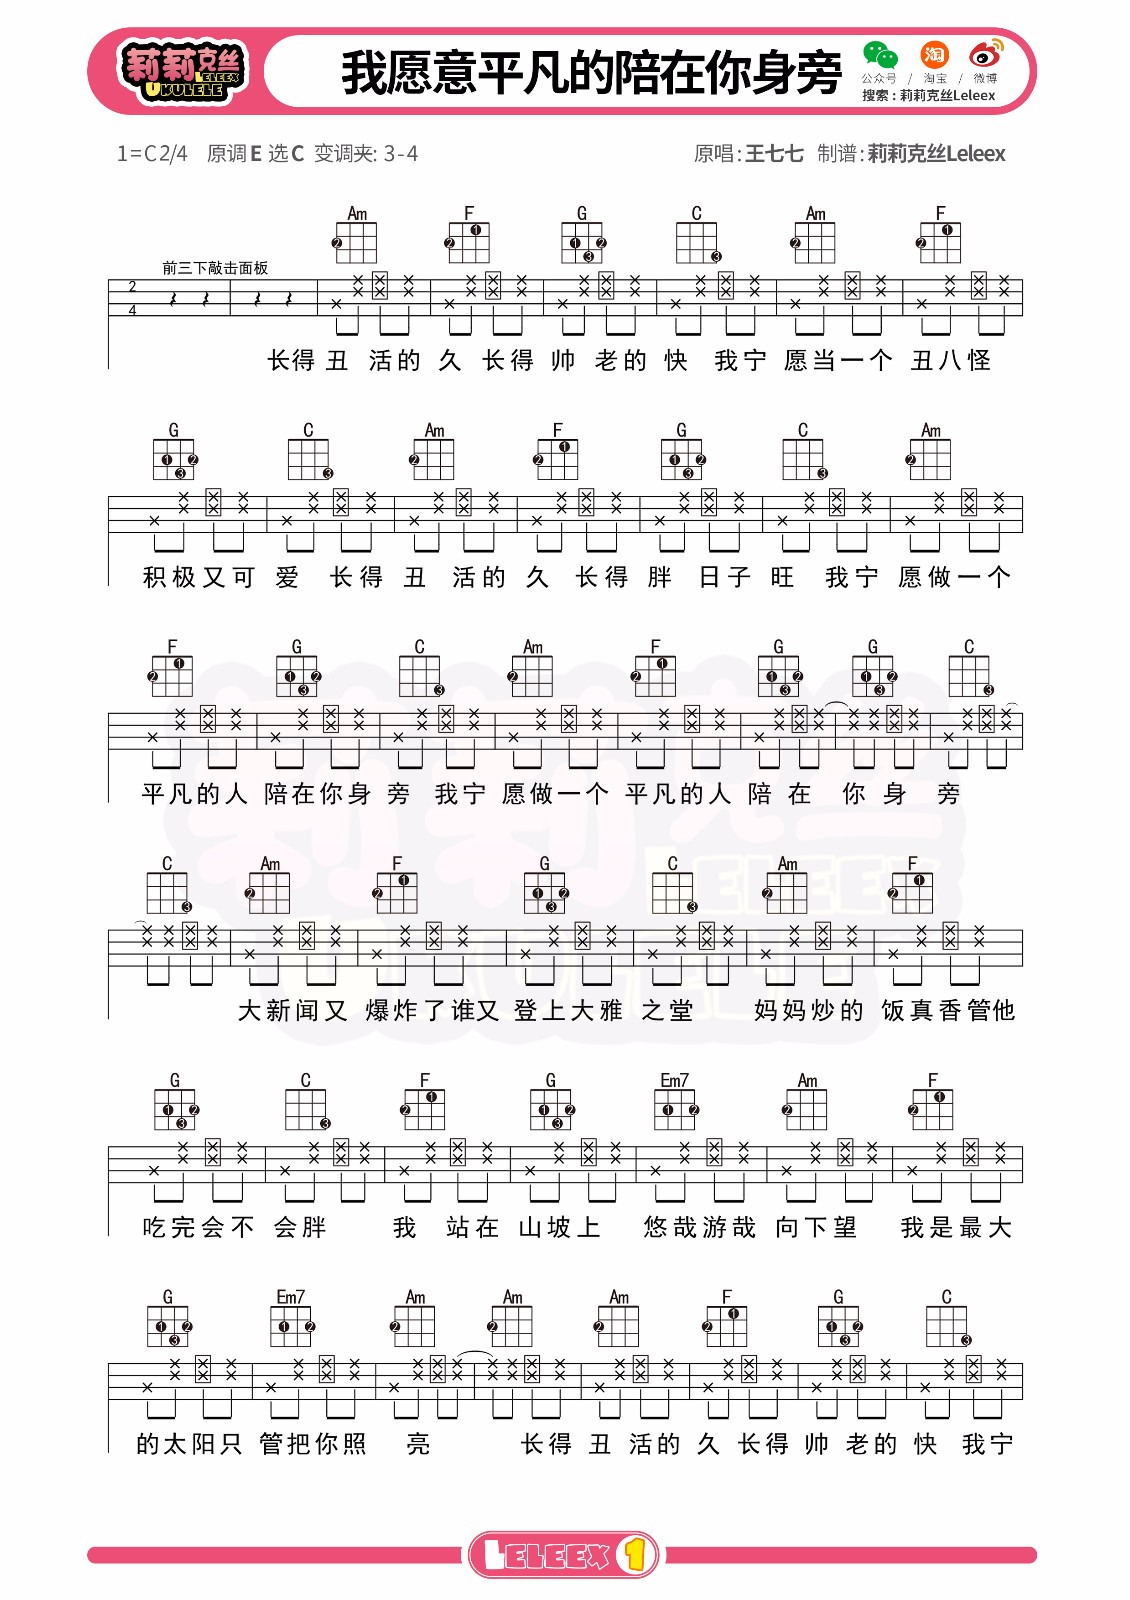 莉莉克丝 LELEEX UKULELE
我愿意平凡的陪在你身旁
公众号 / 淘宝 / 微博
搜索：莉莉克丝Leleex
1=C 2/4 原调E 选C 变调夹: 3-4 原唱:王七七 制谱:莉莉克丝Leleex
Am F G C Am F
前三下敲击面板
长得 丑 活的 久 长得 帅 老的 快 我宁 愿当一个 丑八怪
G C Am F G C Am
积极又可 爱 长得 丑 活的 久 长得 胖 日子 旺 我宁 愿做一个
F G C Am F G G C
平凡的人 陪在你身 旁 我宁 愿做一个 平凡的人 陪 在 你 身 旁
C Am F G C Am F
大新闻又 爆炸了谁又 登上大雅 之堂 妈妈炒的 饭真香管他
G C F G Em7 Am F
吃完会不 会胖 我 站在 山坡上 悠哉游哉 向下望 我是最大
G Em7 Am Am Am F G C
的太阳只 管把你照 亮 长得 丑 活的 久 长得 帅 老的 快 我宁
LELEEX 1